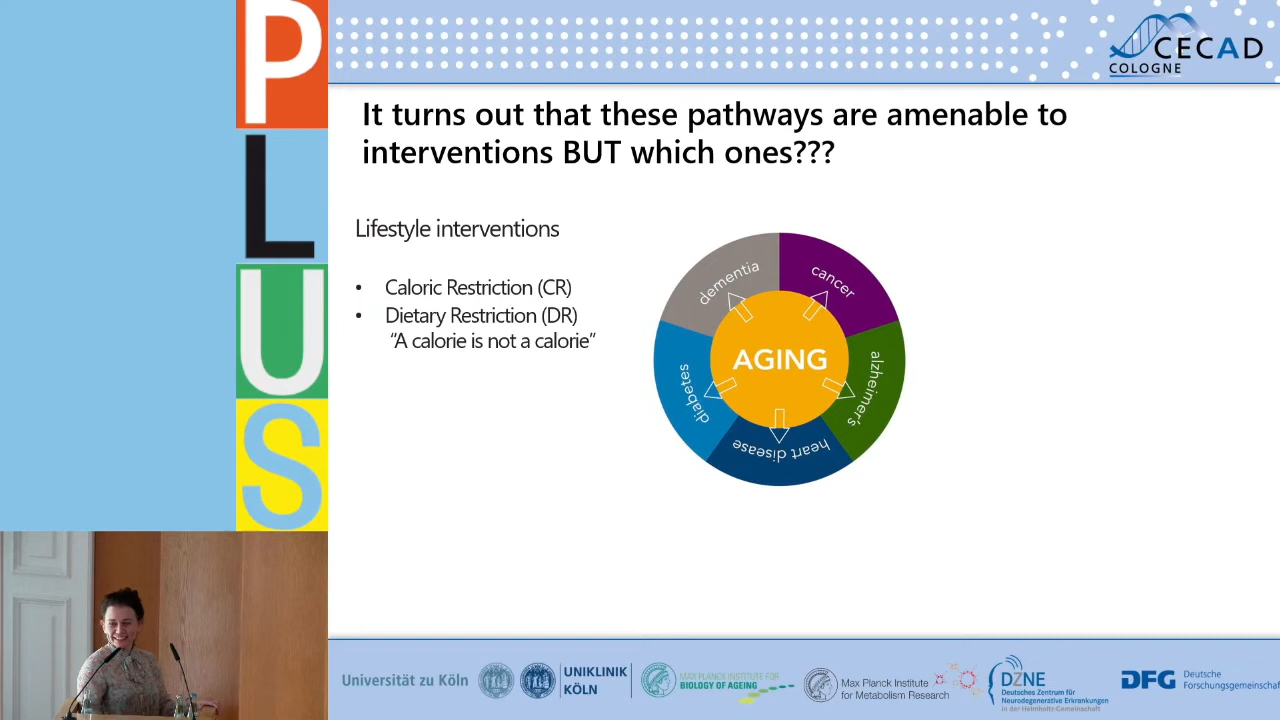 P
L
U
S
CECAD
COLOGNE
It turns out that these pathways are amenable to
interventions BUT which ones???
Lifestyle interventions
• Caloric Restriction (CR)
• Dietary Restriction (DR)
“A calorie is not a calorie”
dementia
cancer
alzheimer's
heart disease
diabetes
AGING
Universität zu Köln
UNIKLINIK
KÖLN
MAX PLANCK INSTITUTE FOR
BIOLOGY OF AGEING
Max Planck Institute
for Metabolism Research
DZNE
Deutsches Zentrum für
Neurodegenerative Erkrankungen
in der Helmholtz-Gemeinschaft
DFG
Deutsche
Forschungsgemeinschaf